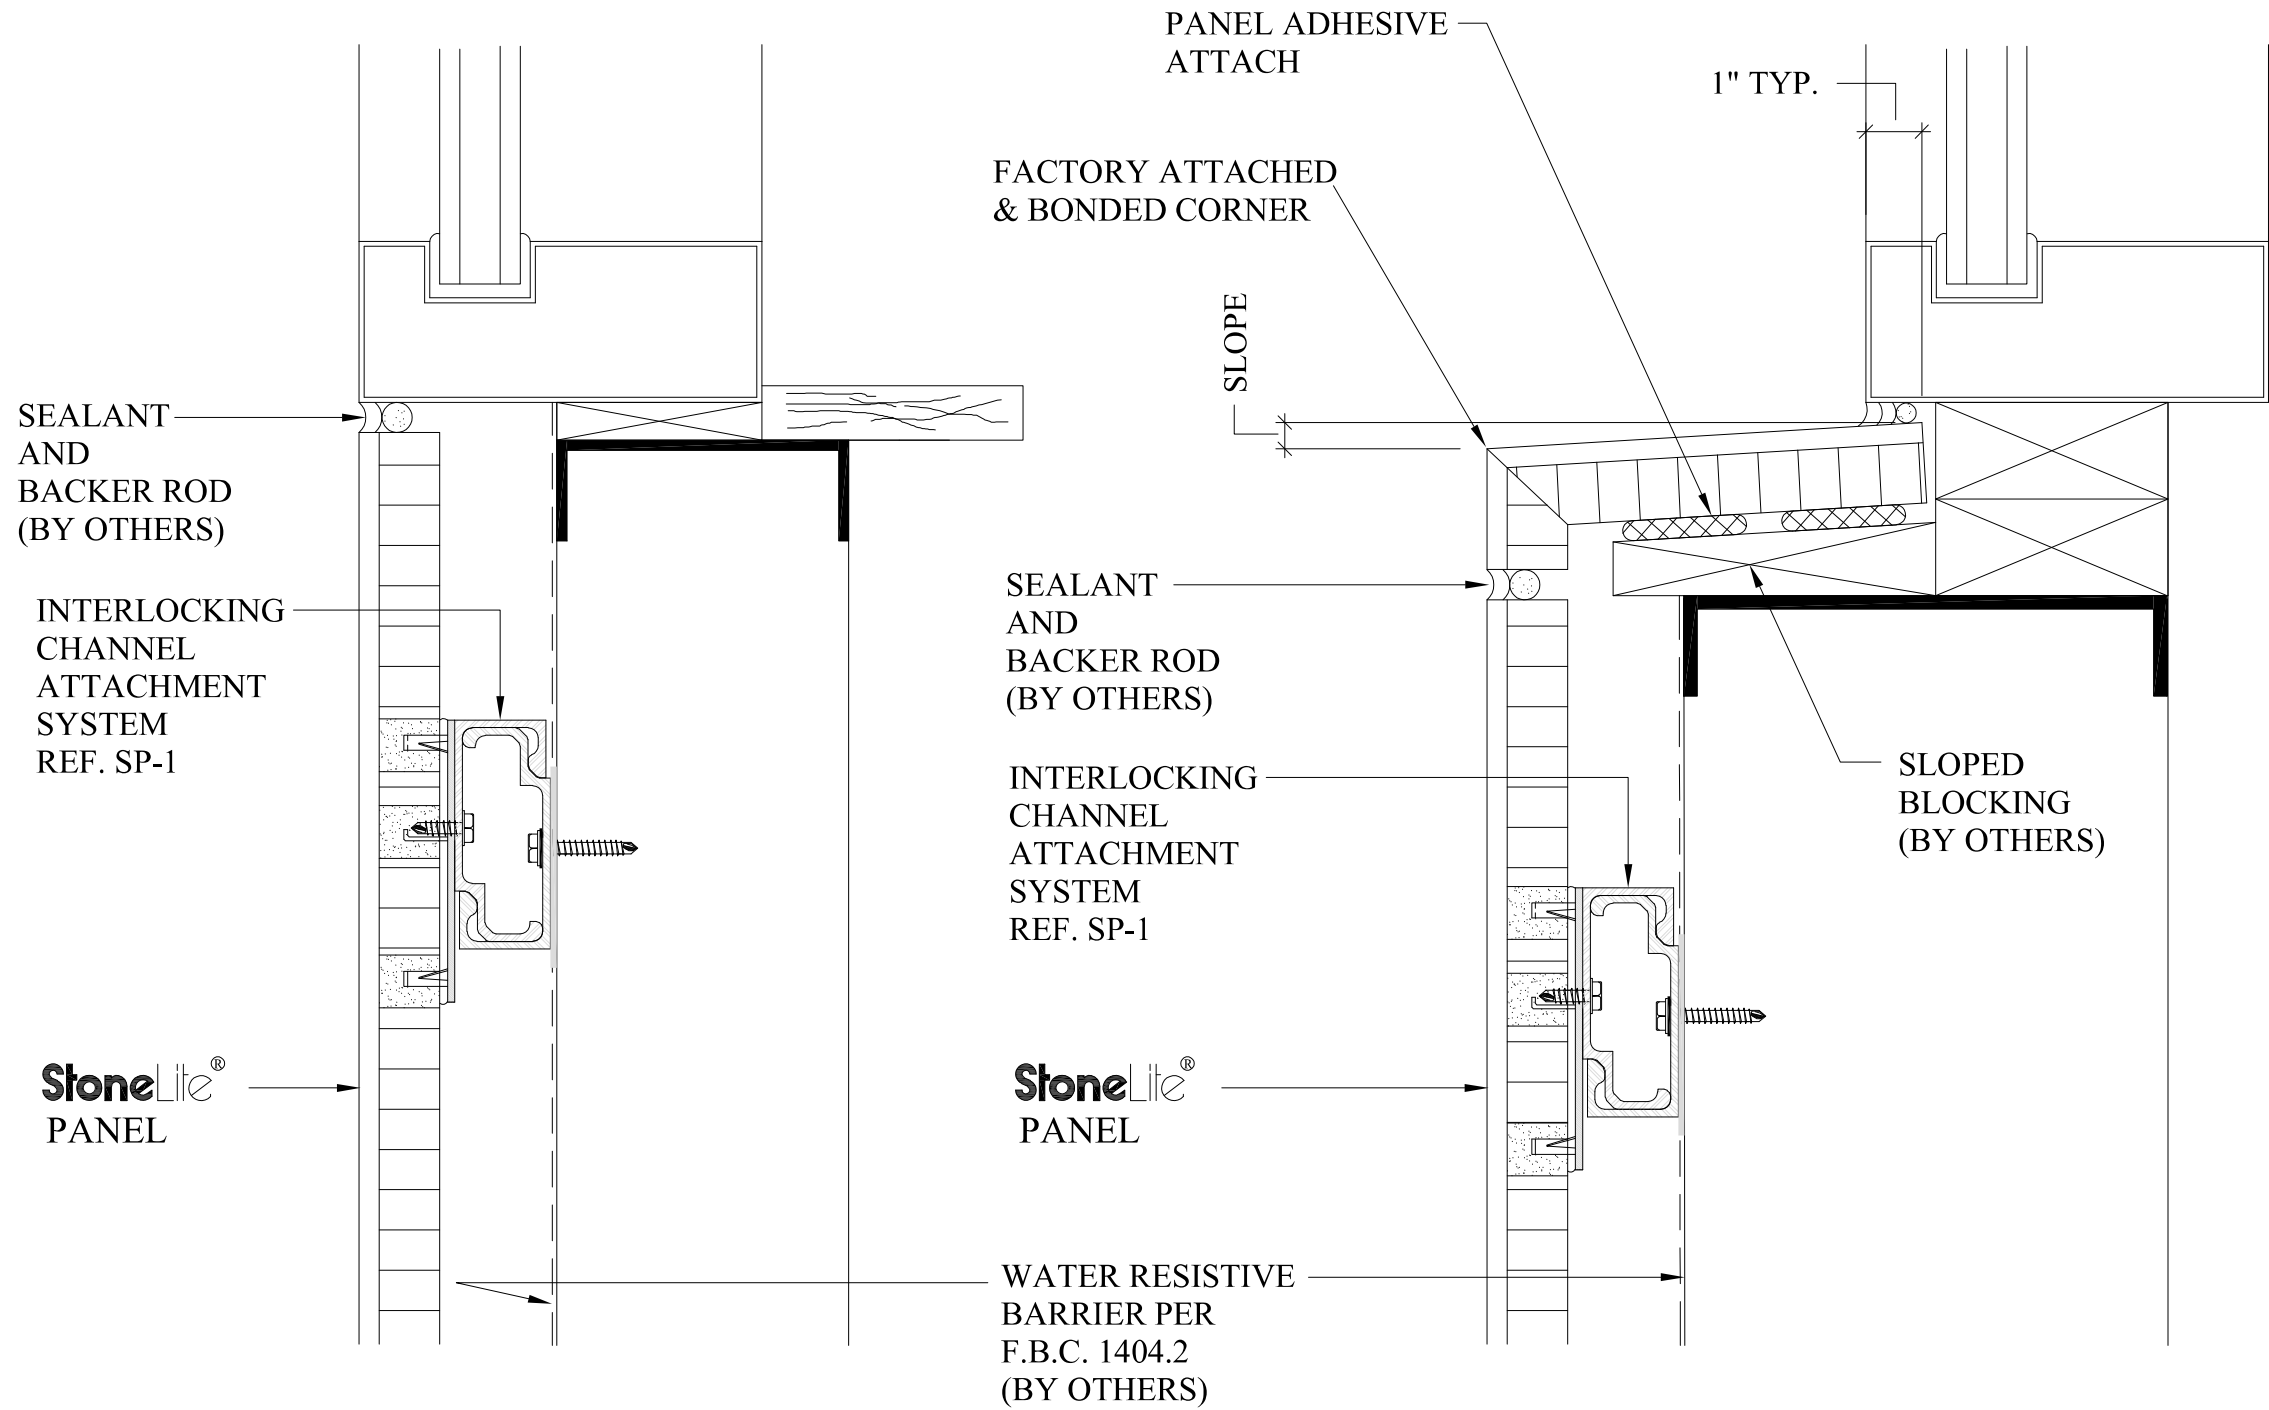 PANEL ADHESIVE
ATTACH
1" TYP.
FACTORY ATTACHED
& BONDED CORNER
SLOPE
SEALANT
AND
BACKER ROD
(BY OTHERS)
INTERLOCKING
CHANNEL
ATTACHMENT
SYSTEM
REF. SP-1
StoneLite®
PANEL
SEALANT
AND
BACKER ROD
(BY OTHERS)
INTERLOCKING
CHANNEL
ATTACHMENT
SYSTEM
REF. SP-1
SLOPED
BLOCKING
(BY OTHERS)
StoneLite®
PANEL
WATER RESISTIVE
BARRIER PER
F.B.C. 1404.2
(BY OTHERS)